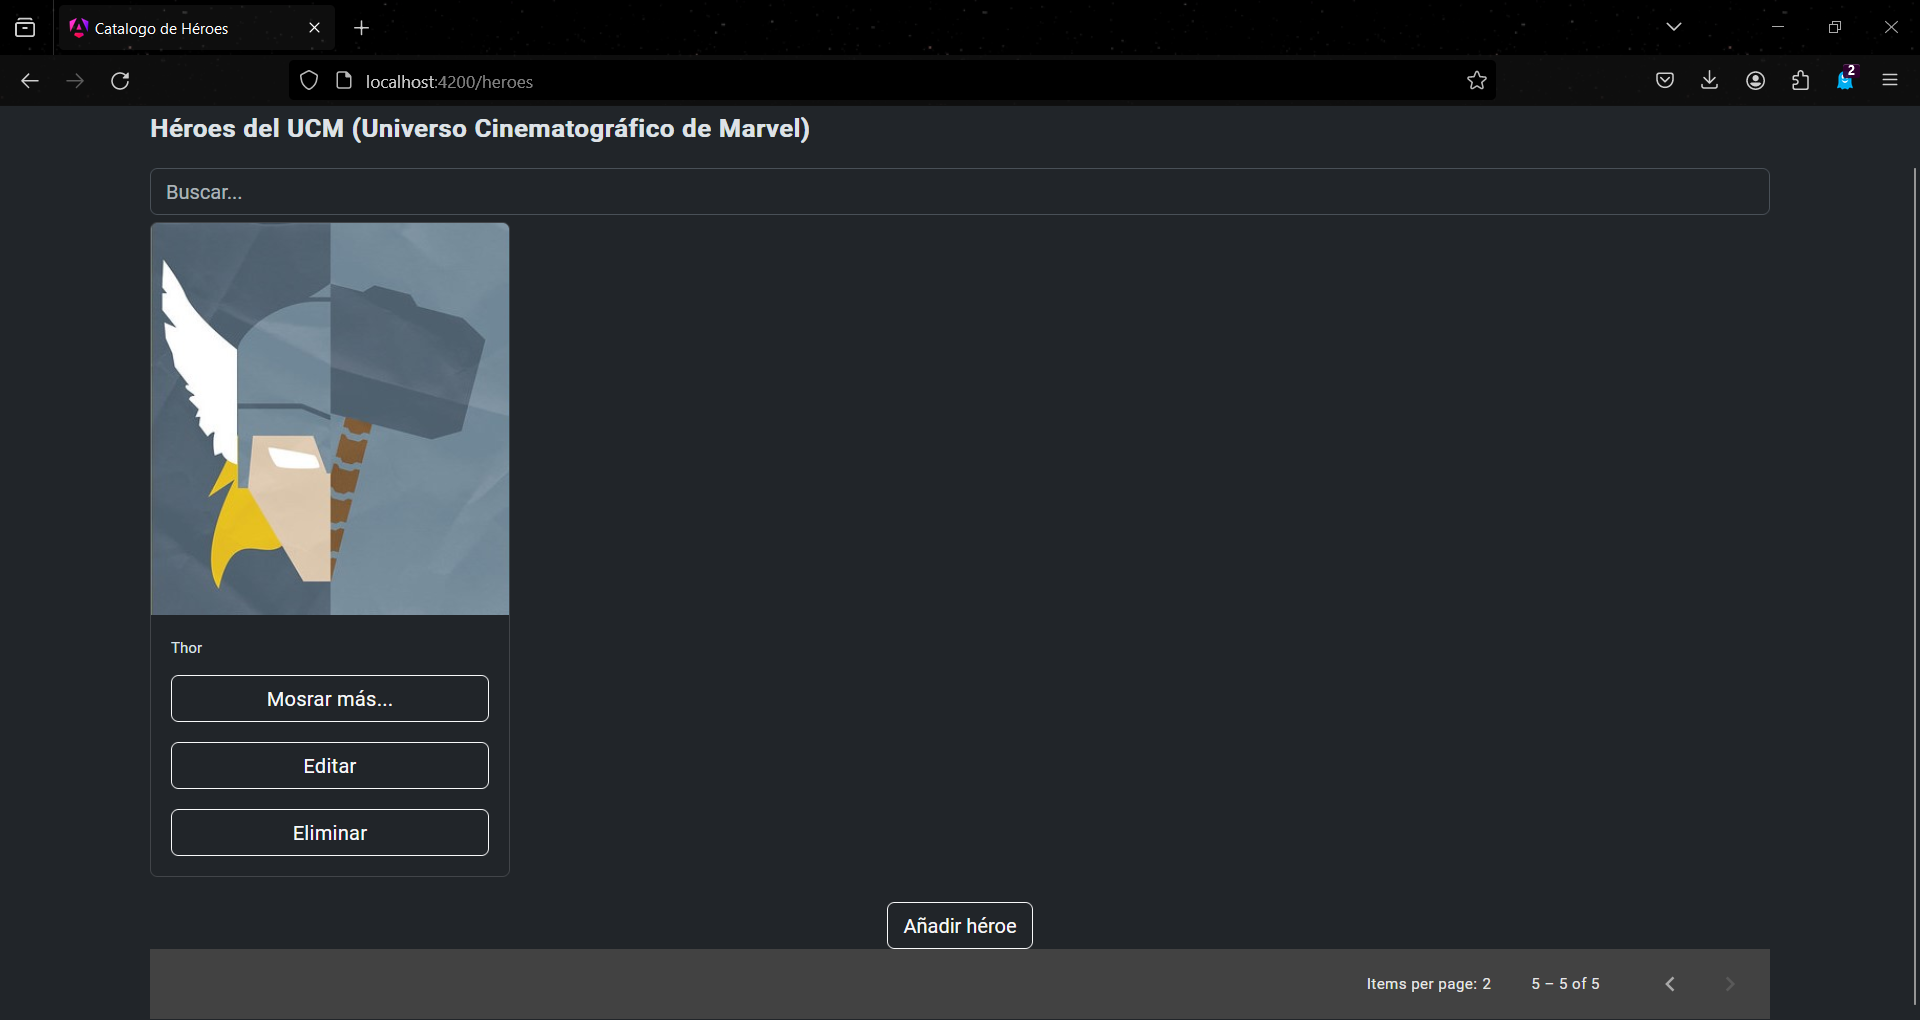 Catalogo de Héroes
localhost:4200/heroes
2
Héroes del UCM (Universo Cinematográfico de Marvel)
Buscar...
Thor
Mosrar más...
Editar
Eliminar
Añadir héroe
Items per page: 2
5 – 5 of 5